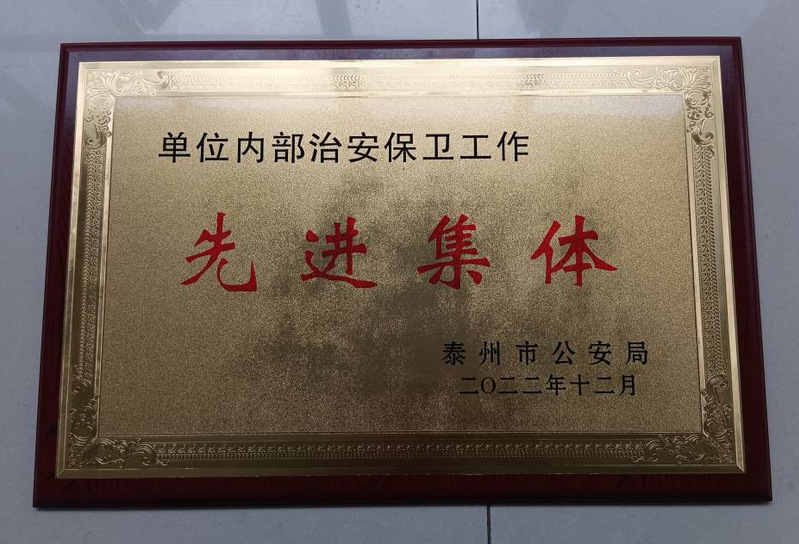 单位内部治安保卫工作
先进集体
泰州市公安局
二〇二二年十二月